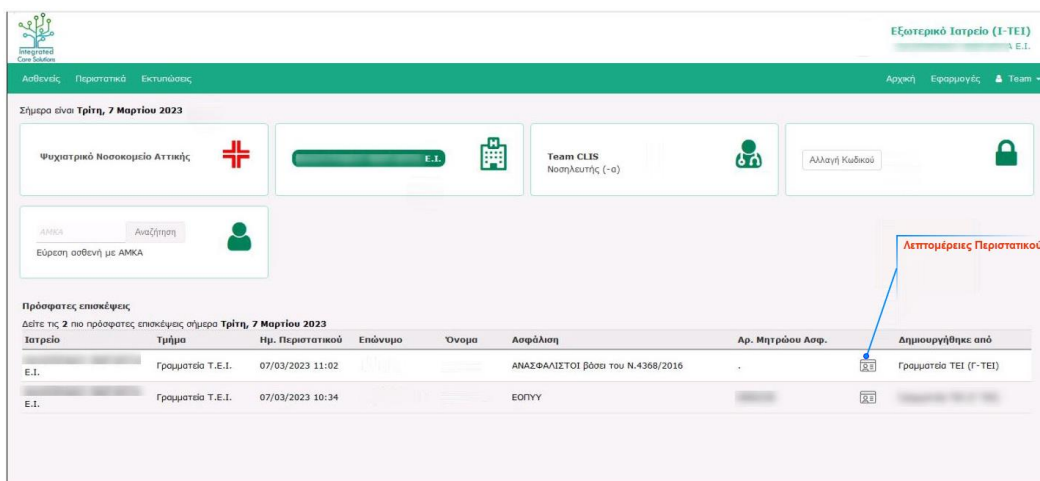 Integrated
Care Solutions
Εξωτερικό Ιατρείο (I-TEI)
Ε.Ι.
Ασθενείς Περιστατικά Εκτυπώσεις
Αρχική Εφαρμογές Team
Σήμερα είναι Τρίτη, 7 Μαρτίου 2023
Ψυχιατρικό Νοσοκομείο Αττικής
Ε.Ι.
Team CLIS
Νοσηλευτής (-α)
Αλλαγή Κωδικού
ΑΜΚΑ Αναζήτηση
Εύρεση ασθενή με ΑΜΚΑ
Λεπτομέρειες Περιστατικού
Πρόσφατες επισκέψεις
Δείτε τις 2 πιο πρόσφατες επισκέψεις σήμερα Τρίτη, 7 Μαρτίου 2023
Ιατρείο Τμήμα Ημ. Περιστατικού Επώνυμο Όνομα Ασφάλιση Αρ. Μητρώου Ασφ. Δημιουργήθηκε από
Ε.Ι. Γραμματεία Τ.Ε.Ι. 07/03/2023 11:02 ΑΝΑΣΦΑΛΙΣΤΟΙ βάσει του Ν.4368/2016 . Γραμματεία ΤΕΙ (Γ-ΤΕΙ)
Ε.Ι. Γραμματεία Τ.Ε.Ι. 07/03/2023 10:34 ΕΟΠΥΥ